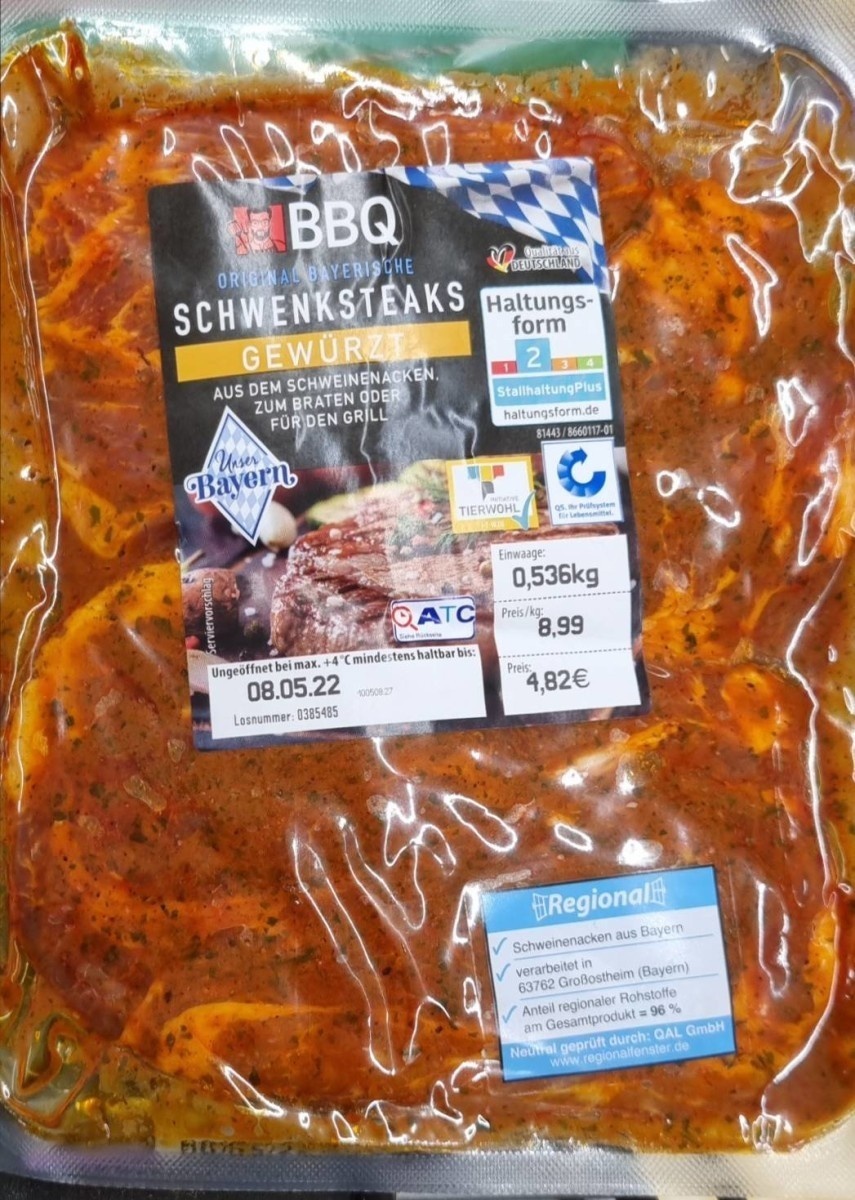 BBQ
ORIGINAL BAYERISCHE
SCHWENKSTEAKS
GEWÜRZT
AUS DEM SCHWEINENACKEN.
ZUM BRATEN ODER
FÜR DEN GRILL
Qualität aus
DEUTSCHLAND
Haltungs-
form
1 2 3 4
StallhaltungPlus
haltungsform.de
81443 / 8660117-01
Unser
Bayern
INITIATIVE
TIERWOHL
QS. Ihr Prüfsystem
für Lebensmittel.
Serviervorschlag
QATC
Siehe Rückseite
Einwaage:
0,536kg
Preis/kg:
8,99
Preis:
4,82€
Ungeöffnet bei max. +4°C mindestens haltbar bis:
08.05.22
Losnummer: 0385485
Regional
Schweinenacken aus Bayern
verarbeitet in
63762 Großostheim (Bayern)
Anteil regionaler Rohstoffe
am Gesamtprodukt = 96 %
Neutral geprüft durch: QAL GmbH
www.regionalfenster.de